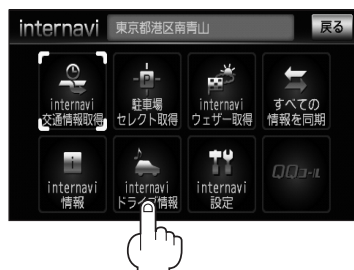 internavi 東京都港区南青山 戻る
internavi
交通情報取得
駐車場
セレクト取得
internavi
ウェザー取得
すべての
情報を同期
internavi
情報
internavi
ドライブ情報
internavi
設定
QQコール